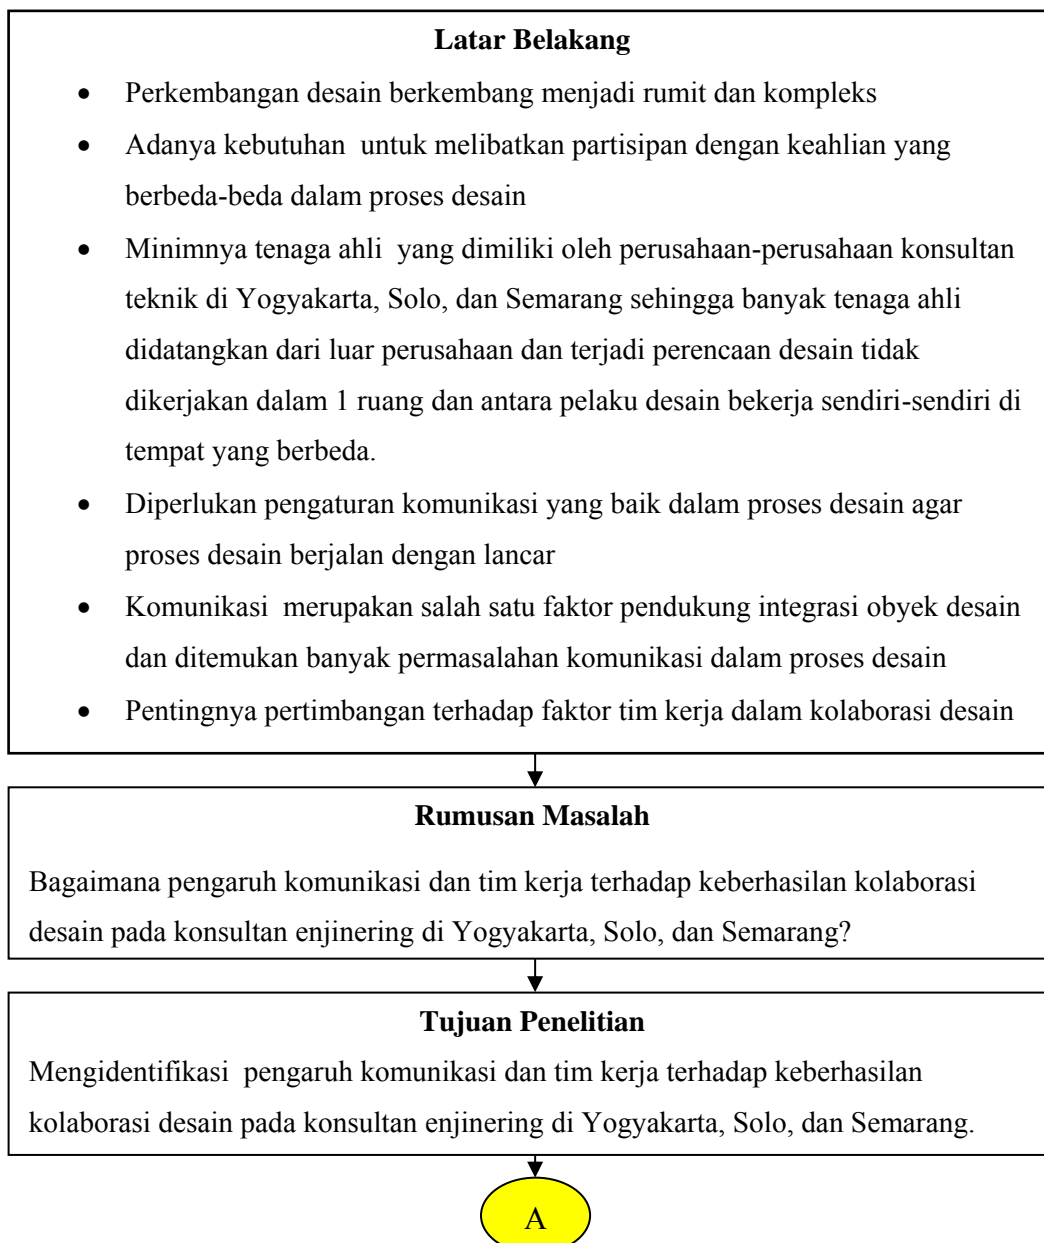 Latar Belakang
• Perkembangan desain berkembang menjadi rumit dan kompleks
• Adanya kebutuhan untuk melibatkan partisipan dengan keahlian yang
berbeda-beda dalam proses desain
• Minimnya tenaga ahli yang dimiliki oleh perusahaan-perusahaan konsultan
teknik di Yogyakarta, Solo, dan Semarang sehingga banyak tenaga ahli
didatangkan dari luar perusahaan dan terjadi perencaan desain tidak
dikerjakan dalam 1 ruang dan antara pelaku desain bekerja sendiri-sendiri di
tempat yang berbeda.
• Diperlukan pengaturan komunikasi yang baik dalam proses desain agar
proses desain berjalan dengan lancar
• Komunikasi merupakan salah satu faktor pendukung integrasi obyek desain
dan ditemukan banyak permasalahan komunikasi dalam proses desain
• Pentingnya pertimbangan terhadap faktor tim kerja dalam kolaborasi desain
Rumusan Masalah
Bagaimana pengaruh komunikasi dan tim kerja terhadap keberhasilan kolaborasi
desain pada konsultan enjinering di Yogyakarta, Solo, dan Semarang?
Tujuan Penelitian
Mengidentifikasi pengaruh komunikasi dan tim kerja terhadap keberhasilan
kolaborasi desain pada konsultan enjinering di Yogyakarta, Solo, dan Semarang.
A